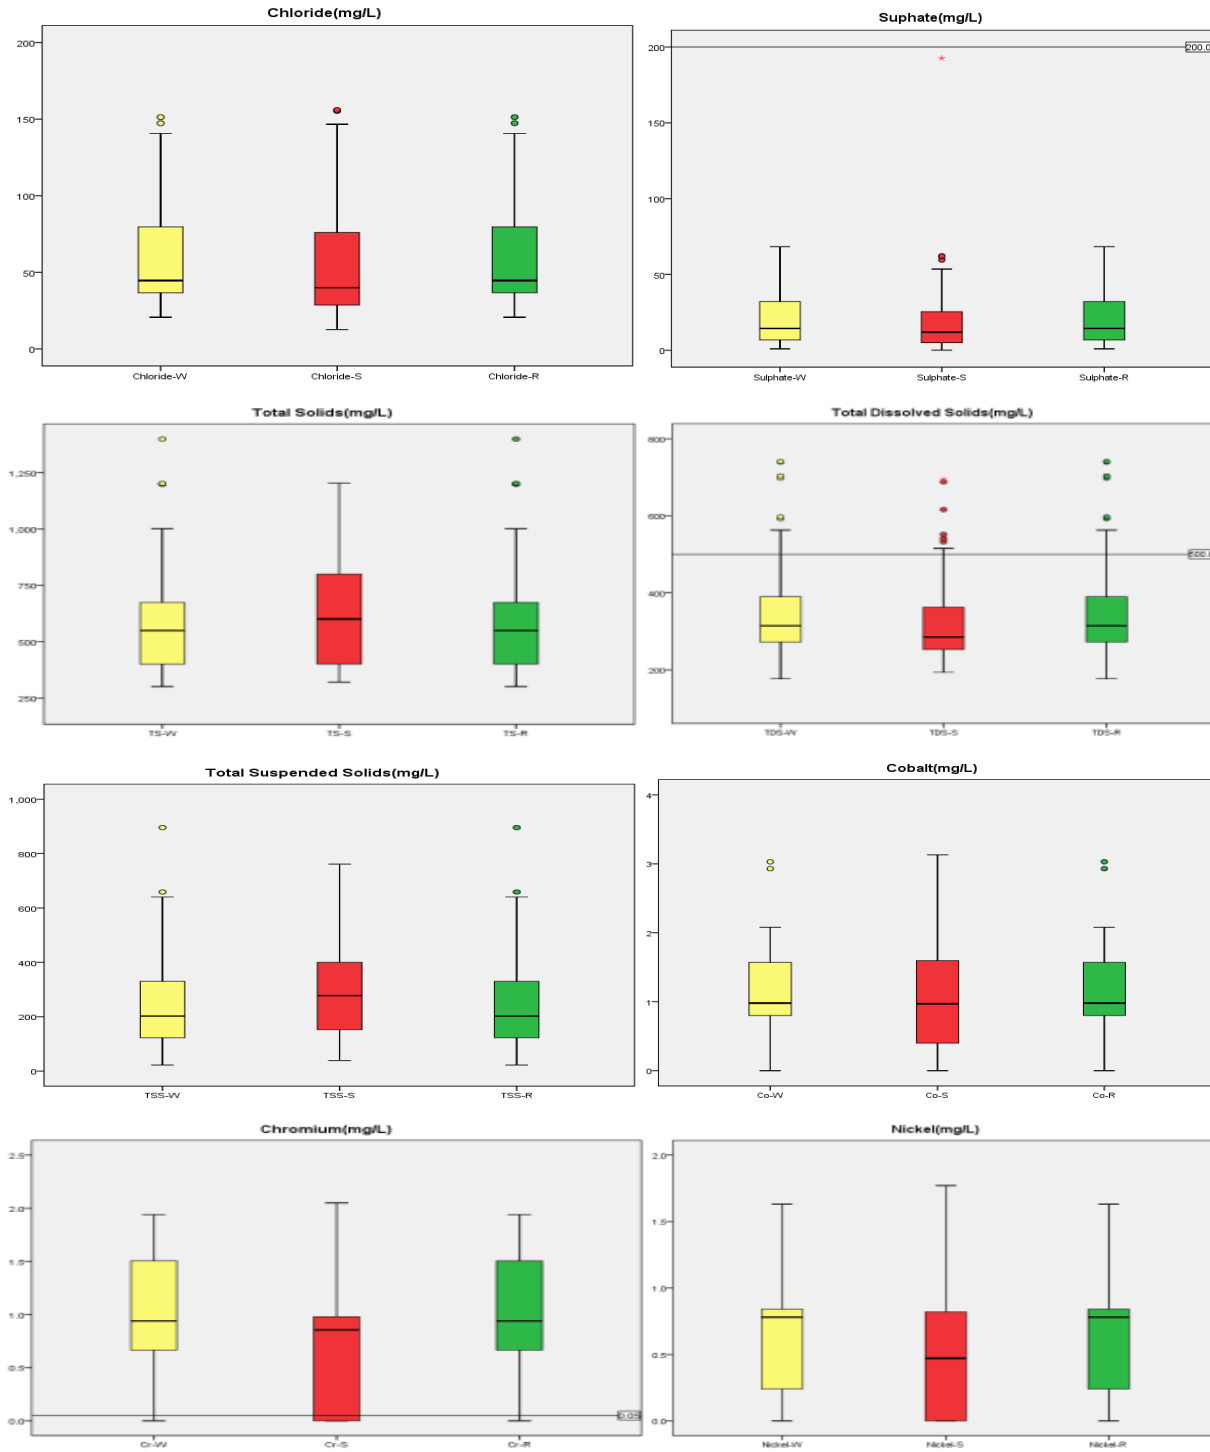 Chloride(mg/L)
200
150
100
50
0
Chloride-W Chloride-S Chloride-R
Suphate(mg/L)
200
150
100
50
0
200.0
Sulphate-W Sulphate-S Sulphate-R
Total Solids(mg/L)
1,250
1,000
750
500
250
TS-W TS-S TS-R
Total Dissolved Solids(mg/L)
800
600
400
200
TDS-W TDS-S TDS-R
Total Suspended Solids(mg/L)
1,000
800
600
400
200
0
TSS-W TSS-S TSS-R
Cobalt(mg/L)
4
3
2
1
0
Co-W Co-S Co-R
Chromium(mg/L)
2.5
2.0
1.5
1.0
0.5
0.0
0.05
Cr-W Cr-S Cr-R
Nickel(mg/L)
2.0
1.5
1.0
0.5
0.0
Nickel-W Nickel-S Nickel-R